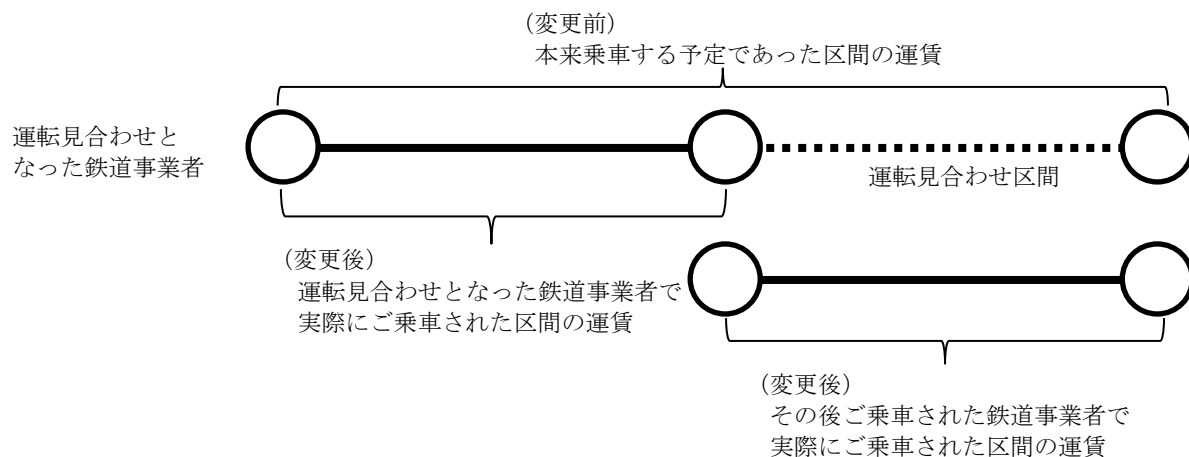 (変更前)
本来乗車する予定であった区間の運賃
運転見合わせと
なった鉄道事業者
運転見合わせ区間
(変更後)
運転見合わせとなった鉄道事業者で
実際にご乗車された区間の運賃
(変更後)
その後ご乗車された鉄道事業者で
実際にご乗車された区間の運賃